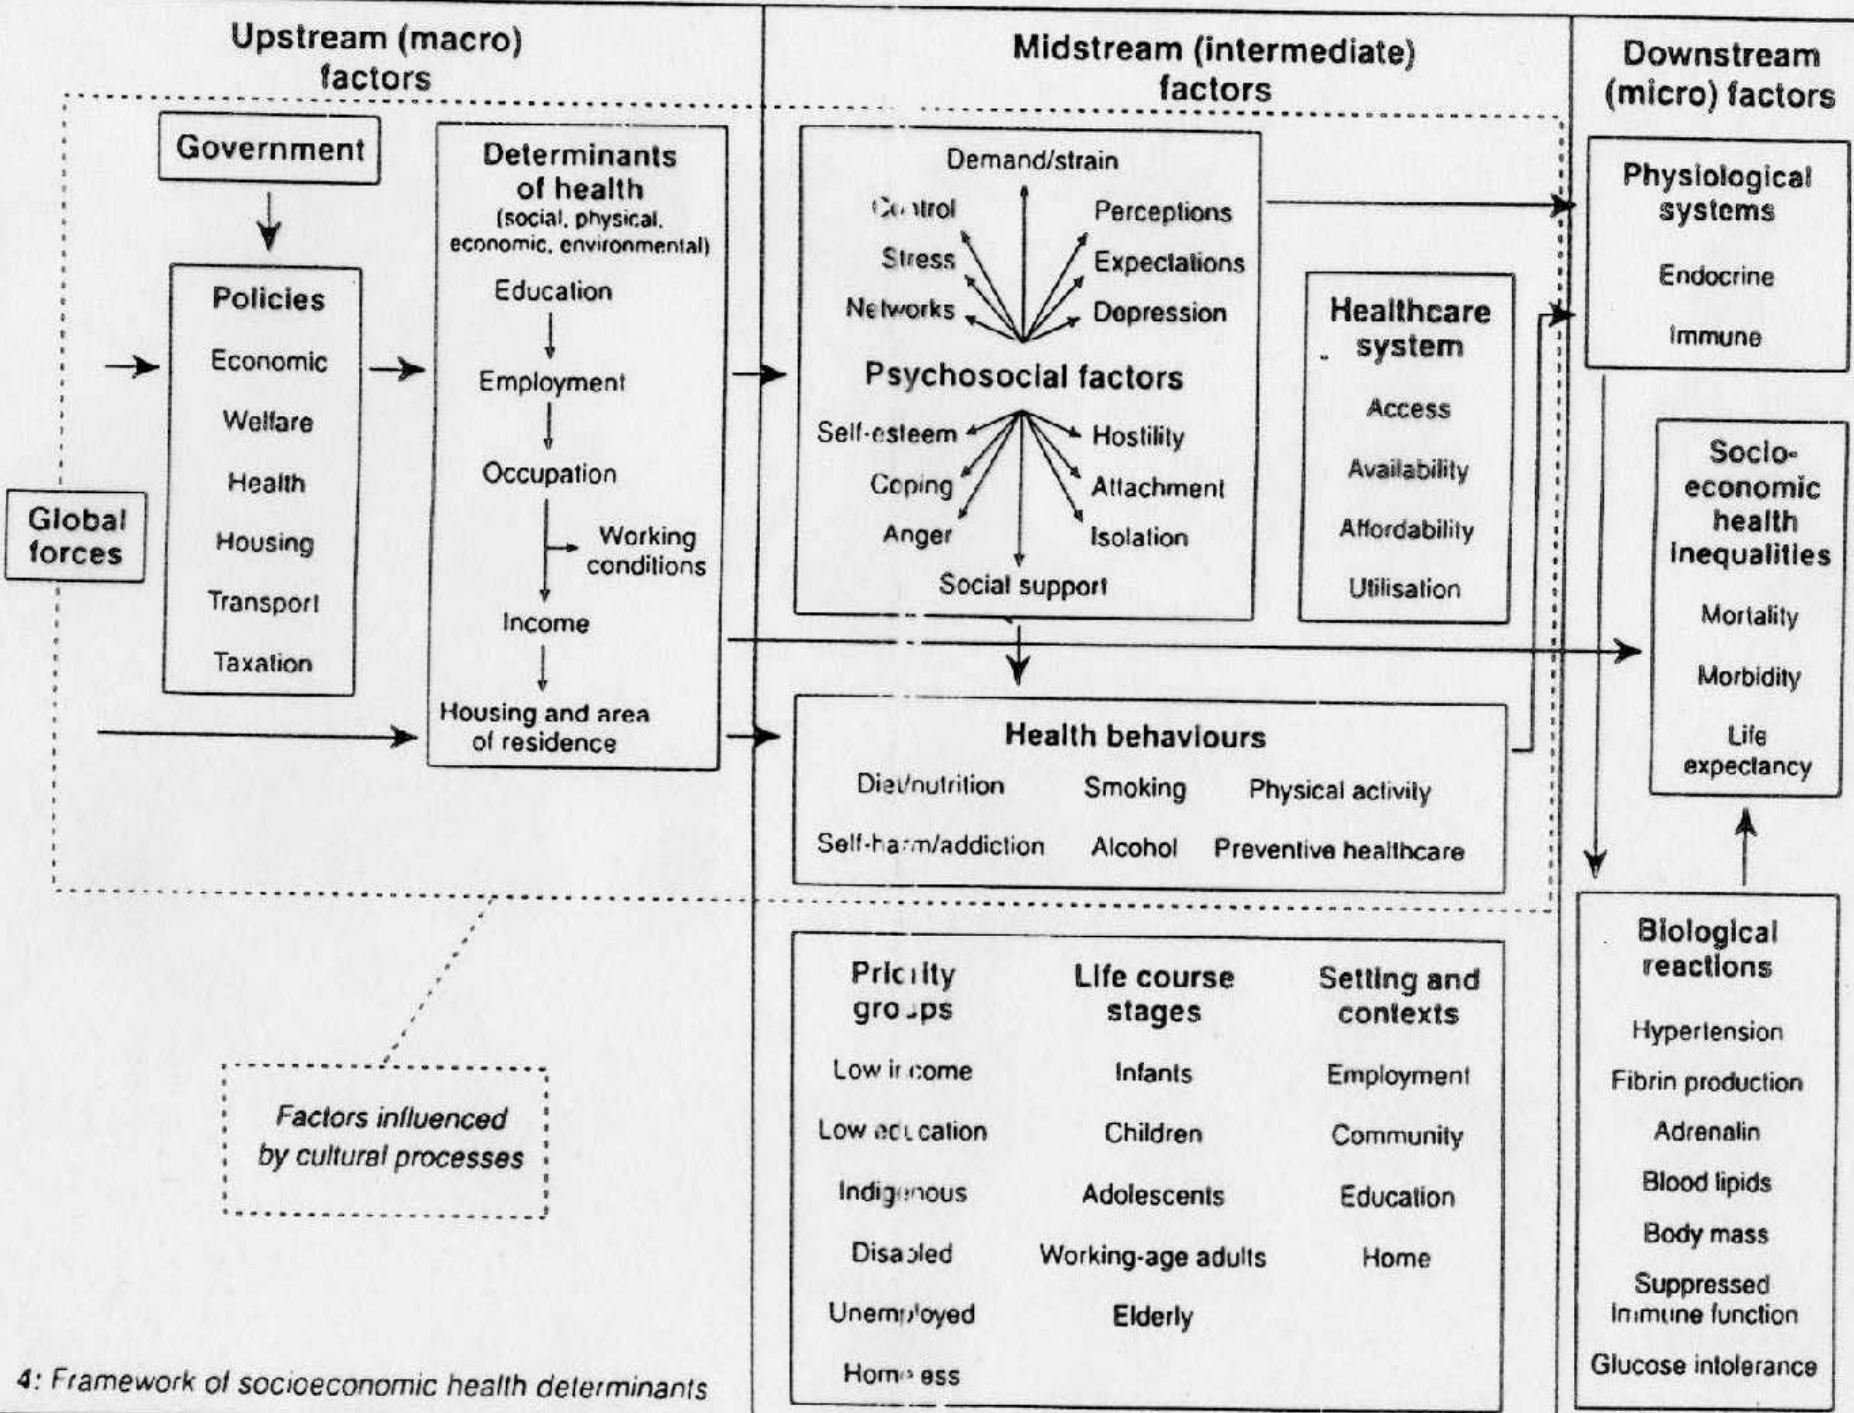 Upstream (macro)
factors
Government
Policies
Economic
Welfare
Health
Housing
Transport
Taxation
Global
forces
Determinants
of health
(social, physical,
economic, environmental)
Education
Employment
Occupation
Working
conditions
Income
Housing and area
of residence
Factors influenced
by cultural processes
Midstream (intermediate)
factors
Demand/strain
Control
Perceptions
Stress
Expectations
Networks
Depression
Psychosocial factors
Self-esteem
Hostility
Coping
Attachment
Anger
Isolation
Social support
Healthcare
system
Access
Availability
Affordability
Utilisation
Health behaviours
Diet/nutrition Smoking Physical activity
Self-harm/addiction Alcohol Preventive healthcare
Priority
groups
Low income
Low education
Indigenous
Disabled
Unemployed
Homeless
Life course
stages
Infants
Children
Adolescents
Working-age adults
Elderly
Setting and
contexts
Employment
Community
Education
Home
Downstream
(micro) factors
Physiological
systems
Endocrine
Immune
Socio-
economic
health
inequalities
Mortality
Morbidity
Life
expectancy
Biological
reactions
Hypertension
Fibrin production
Adrenalin
Blood lipids
Body mass
Suppressed
immune function
Glucose intolerance
4: Framework of socioeconomic health determinants